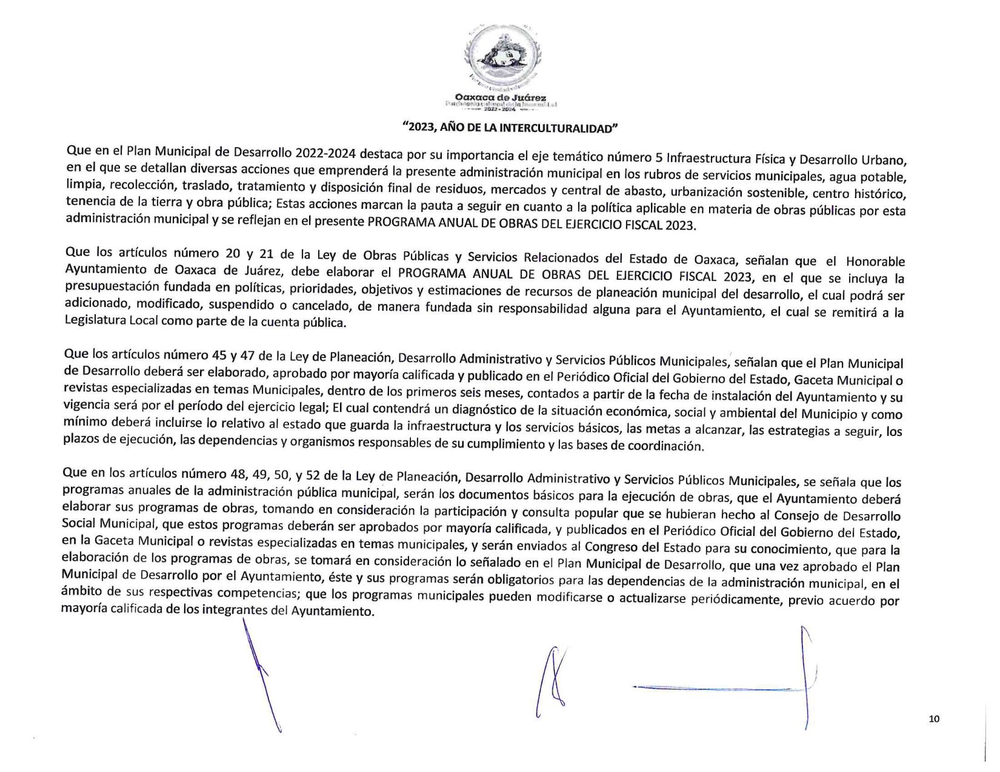 Oaxaca de Juárez
Patrimonio cultural de la humanidad
2022 - 2024
“2023, AÑO DE LA INTERCULTURALIDAD”
Que en el Plan Municipal de Desarrollo 2022-2024 destaca por su importancia el eje temático número 5 Infraestructura Física y Desarrollo Urbano,
en el que se detallan diversas acciones que emprenderá la presente administración municipal en los rubros de servicios municipales, agua potable,
limpia, recolección, traslado, tratamiento y disposición final de residuos, mercados y central de abasto, urbanización sostenible, centro histórico,
tenencia de la tierra y obra pública; Estas acciones marcan la pauta a seguir en cuanto a la política aplicable en materia de obras públicas por esta
administración municipal y se reflejan en el presente PROGRAMA ANUAL DE OBRAS DEL EJERCICIO FISCAL 2023.
Que los artículos número 20 y 21 de la Ley de Obras Públicas y Servicios Relacionados del Estado de Oaxaca, señalan que el Honorable
Ayuntamiento de Oaxaca de Juárez, debe elaborar el PROGRAMA ANUAL DE OBRAS DEL EJERCICIO FISCAL 2023, en el que se incluya la
presupuestación fundada en políticas, prioridades, objetivos y estimaciones de recursos de planeación municipal del desarrollo, el cual podrá ser
adicionado, modificado, suspendido o cancelado, de manera fundada sin responsabilidad alguna para el Ayuntamiento, el cual se remitirá a la
Legislatura Local como parte de la cuenta pública.
Que los artículos número 45 y 47 de la Ley de Planeación, Desarrollo Administrativo y Servicios Públicos Municipales, señalan que el Plan Municipal
de Desarrollo deberá ser elaborado, aprobado por mayoría calificada y publicado en el Periódico Oficial del Gobierno del Estado, Gaceta Municipal o
revistas especializadas en temas Municipales, dentro de los primeros seis meses, contados a partir de la fecha de instalación del Ayuntamiento y su
vigencia será por el período del ejercicio legal; El cual contendrá un diagnóstico de la situación económica, social y ambiental del Municipio y como
mínimo deberá incluirse lo relativo al estado que guarda la infraestructura y los servicios básicos, las metas a alcanzar, las estrategias a seguir, los
plazos de ejecución, las dependencias y organismos responsables de su cumplimiento y las bases de coordinación.
Que en los artículos número 48, 49, 50, y 52 de la Ley de Planeación, Desarrollo Administrativo y Servicios Públicos Municipales, se señala que los
programas anuales de la administración pública municipal, serán los documentos básicos para la ejecución de obras, que el Ayuntamiento deberá
elaborar sus programas de obras, tomando en consideración la participación y consulta popular que se hubieran hecho al Consejo de Desarrollo
Social Municipal, que estos programas deberán ser aprobados por mayoría calificada, y publicados en el Periódico Oficial del Gobierno del Estado,
en la Gaceta Municipal o revistas especializadas en temas municipales, y serán enviados al Congreso del Estado para su conocimiento, que para la
elaboración de los programas de obras, se tomará en consideración lo señalado en el Plan Municipal de Desarrollo, que una vez aprobado el Plan
Municipal de Desarrollo por el Ayuntamiento, éste y sus programas serán obligatorios para las dependencias de la administración municipal, en el
ámbito de sus respectivas competencias; que los programas municipales pueden modificarse o actualizarse periódicamente, previo acuerdo por
mayoría calificada de los integrantes del Ayuntamiento.
10